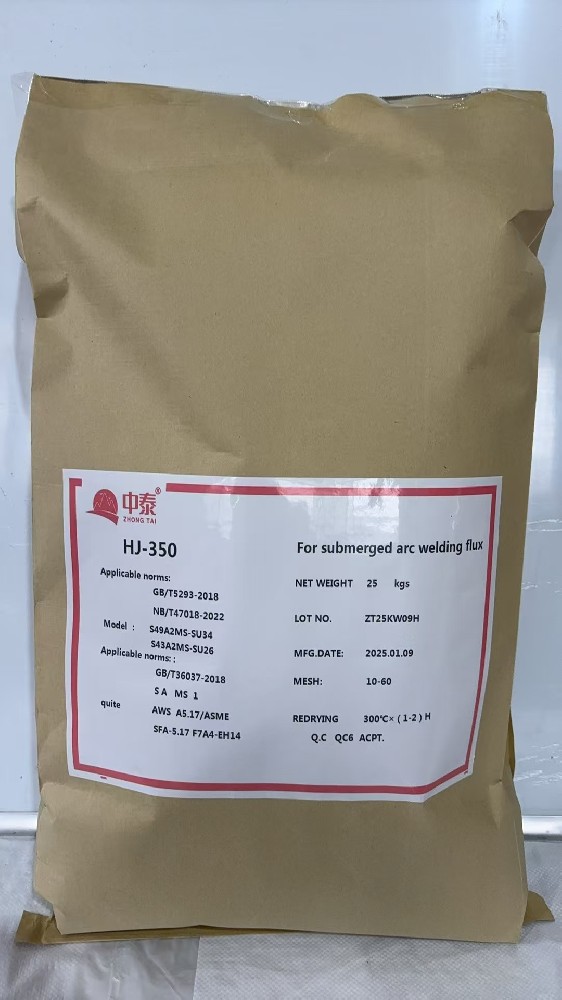 中泰®
ZHONG TAI
HJ-350
For submerged arc welding flux
Applicable norms:
GB/T5293-2018
NB/T47018-2022
Model :
S49A2MS-SU34
S43A2MS-SU26
Applicable norms: :
GB/T36037-2018
S A MS 1
quite
AWS A5.17/ASME
SFA-5.17 F7A4-EH14
NET WEIGHT 25 kgs
LOT NO. ZT25KW09H
MFG.DATE: 2025.01.09
MESH: 10-60
REDRYING 300℃× ( 1-2 ) H
Q.C QC6 ACPT.